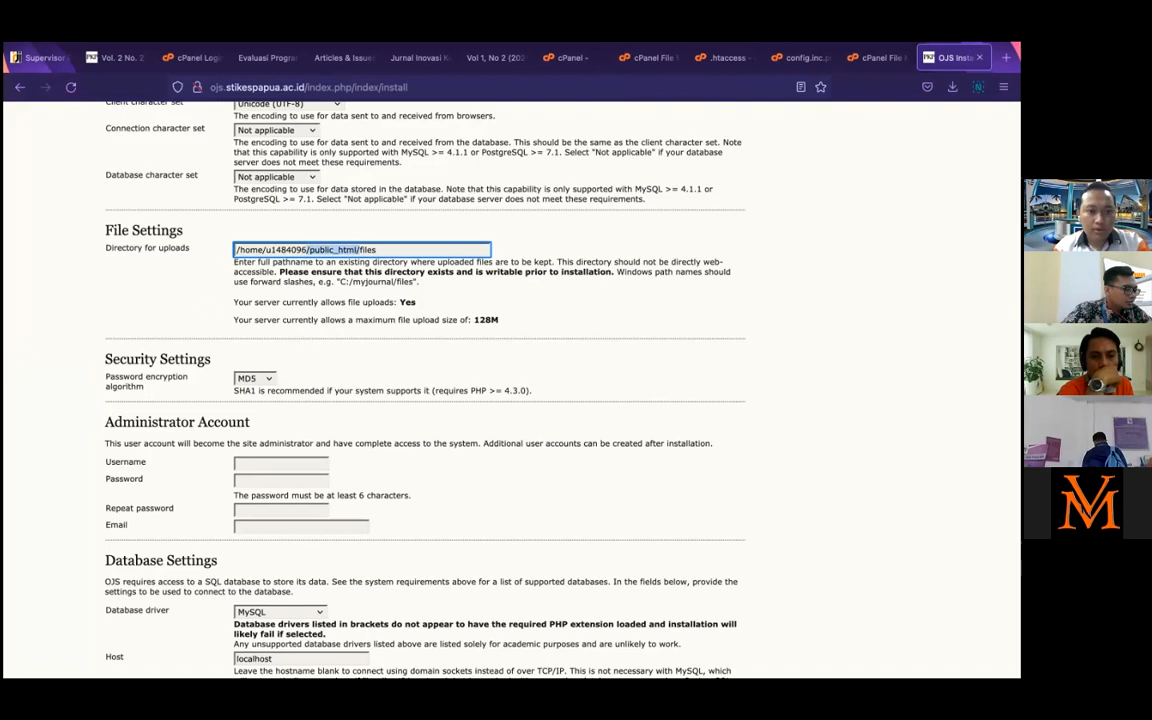 Supervisor
PKP Vol. 2 No. 2
cPanel Logi
Evaluasi Progra
Articles & Issue
Jurnal Inovasi K
Vol 1, No 2 (202
cPanel -
cPanel File
.htaccess -
config.inc.p
cPanel File
PKP OJS Insta
ojs.stikespapua.ac.id/index.php/index/install
Client character set
Unicode (UTF-8)
The encoding to use for data sent to and received from browsers.
Connection character set
Not applicable
The encoding to use for data sent to and received from the database. This should be the same as the client character set. Note
that this capability is only supported with MySQL >= 4.1.1 or PostgreSQL >= 7.1. Select "Not applicable" if your database
server does not meet these requirements.
Database character set
Not applicable
The encoding to use for data stored in the database. Note that this capability is only supported with MySQL >= 4.1.1 or
PostgreSQL >= 7.1. Select "Not applicable" if your database server does not meet these requirements.
File Settings
Directory for uploads
/home/u1484096/public_html/files
Enter full pathname to an existing directory where uploaded files are to be kept. This directory should not be directly web-
accessible. Please ensure that this directory exists and is writable prior to installation. Windows path names should
use forward slashes, e.g. "C:/myjournal/files".
Your server currently allows file uploads: Yes
Your server currently allows a maximum file upload size of: 128M
Security Settings
Password encryption
algorithm
MD5
SHA1 is recommended if your system supports it (requires PHP >= 4.3.0).
Administrator Account
This user account will become the site administrator and have complete access to the system. Additional user accounts can be created after installation.
Username
Password
The password must be at least 6 characters.
Repeat password
Email
Database Settings
OJS requires access to a SQL database to store its data. See the system requirements above for a list of supported databases. In the fields below, provide the
settings to be used to connect to the database.
Database driver
MySQL
Database drivers listed in brackets do not appear to have the required PHP extension loaded and installation will
likely fail if selected.
Any unsupported database drivers listed above are listed solely for academic purposes and are unlikely to work.
Host
localhost
Leave the hostname blank to connect using domain sockets instead of over TCP/IP. This is not necessary with MySQL, which